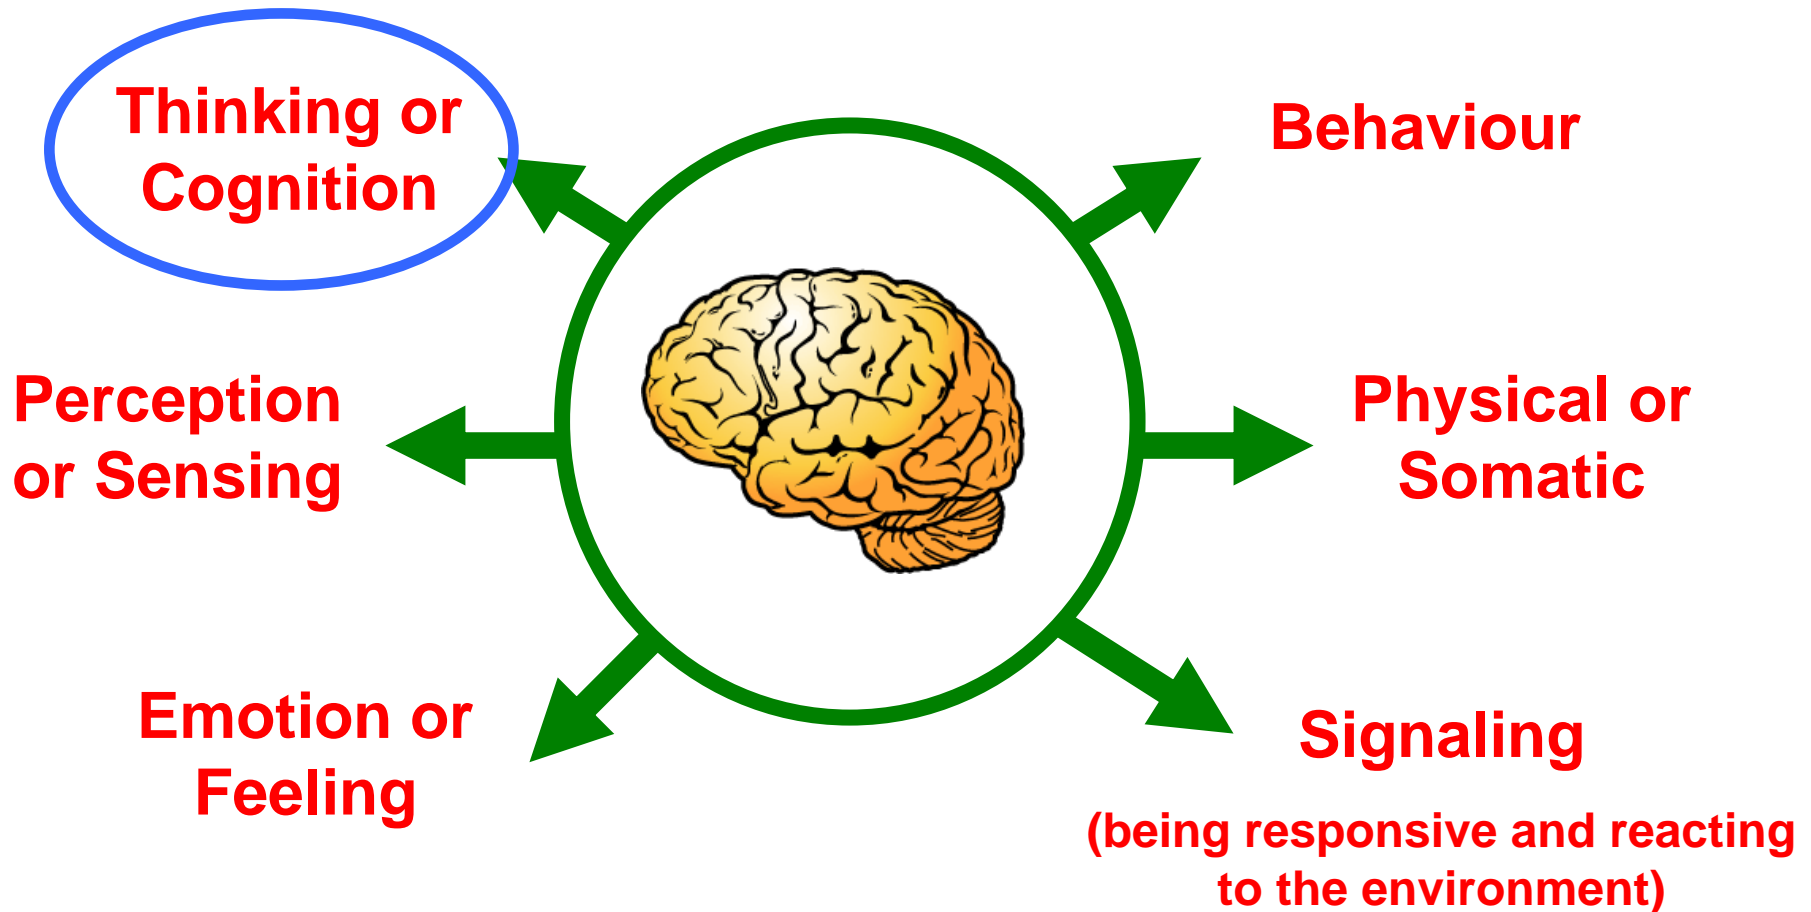 Thinking or
Cognition
Behaviour
Perception
or Sensing
Physical or
Somatic
Emotion or
Feeling
Signaling
(being responsive and reacting
to the environment)